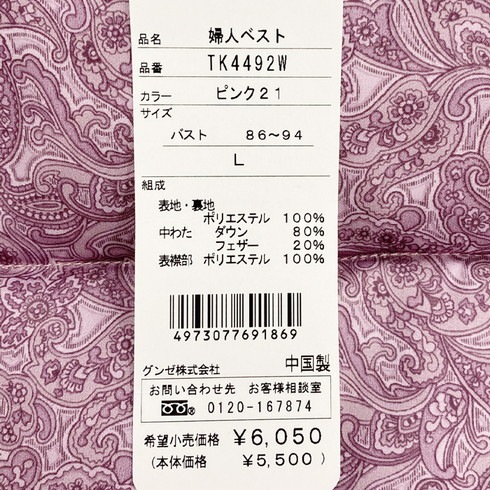 品名 婦人ベスト
品番 TK4492W
カラー ピンク21
サイズ
バスト 86～94
L
組成
表地・裏地
ポリエステル 100%
中わた ダウン 80%
フェザー 20%
表襟部 ポリエステル 100%
4973077691869
グンゼ株式会社 中国製
お問い合わせ先 お客様相談室
0120-167874
希望小売価格 ¥6,050
(本体価格 ¥5,500)